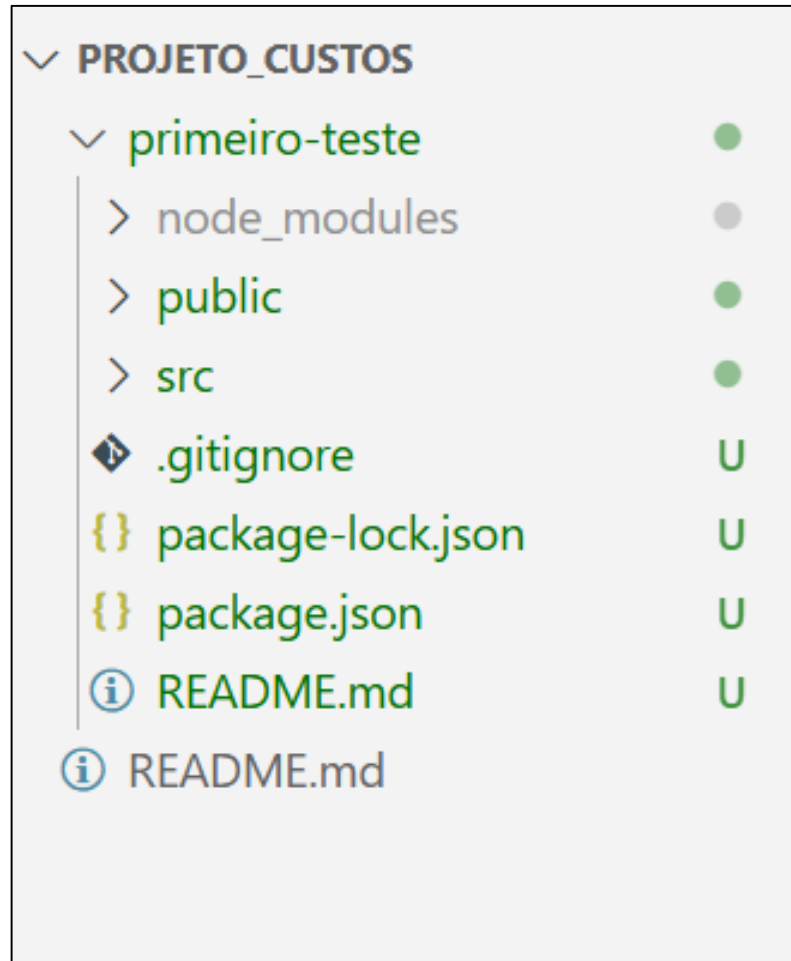 PROJETO_CUSTOS
primeiro-teste
node_modules
public
src
.gitignore U
{} package-lock.json U
{} package.json U
README.md U
README.md